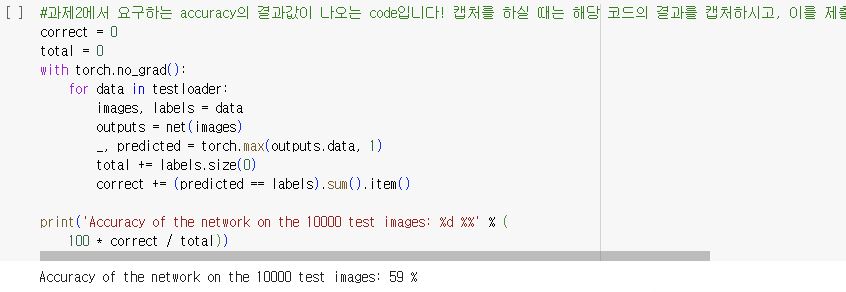 [ ] #과제2에서 요구하는 accuracy의 결과값이 나오는 code입니다! 캡처를 하실 때는 해당 코드의 결과를 캡처하시고, 이를 제출
correct = 0
total = 0
with torch.no_grad():
    for data in testloader:
        images, labels = data
        outputs = net(images)
        _, predicted = torch.max(outputs.data, 1)
        total += labels.size(0)
        correct += (predicted == labels).sum().item()
print('Accuracy of the network on the 10000 test images: %d %%' % (
    100 * correct / total))
Accuracy of the network on the 10000 test images: 59 %